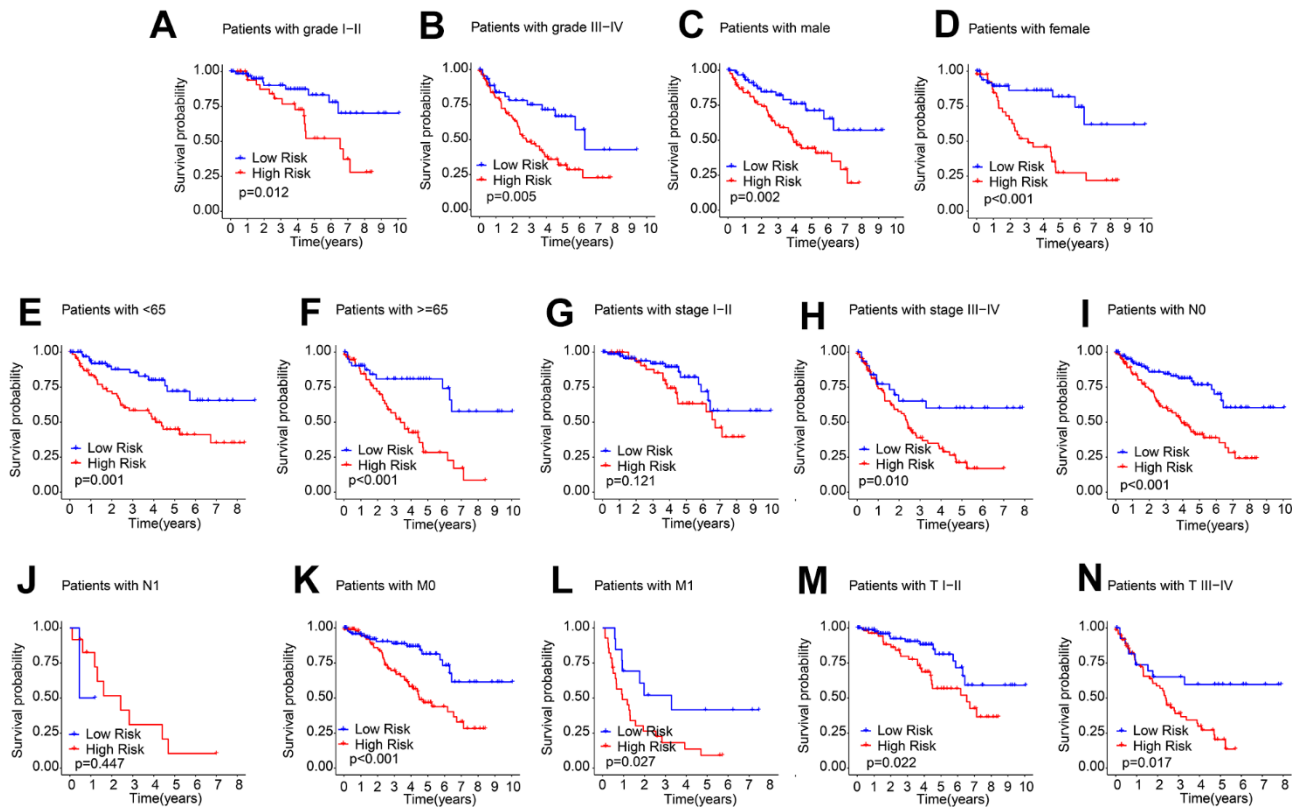 A Patients with grade I−II
Survival probability
1.00
0.75
0.50
0.25
0.00
Low Risk
High Risk
p=0.012
0 1 2 3 4 5 6 7 8 9 10
Time(years)
B Patients with grade III−IV
Survival probability
1.00
0.75
0.50
0.25
0.00
Low Risk
High Risk
p=0.005
0 1 2 3 4 5 6 7 8 9 10
Time(years)
C Patients with male
Survival probability
1.00
0.75
0.50
0.25
0.00
Low Risk
High Risk
p=0.002
0 1 2 3 4 5 6 7 8 9 10
Time(years)
D Patients with female
Survival probability
1.00
0.75
0.50
0.25
0.00
Low Risk
High Risk
p<0.001
0 1 2 3 4 5 6 7 8 9 10
Time(years)
E Patients with <65
Survival probability
1.00
0.75
0.50
0.25
0.00
Low Risk
High Risk
p=0.001
0 1 2 3 4 5 6 7 8
Time(years)
F Patients with >=65
Survival probability
1.00
0.75
0.50
0.25
0.00
Low Risk
High Risk
p<0.001
0 1 2 3 4 5 6 7 8 9 10
Time(years)
G Patients with stage I−II
Survival probability
1.00
0.75
0.50
0.25
0.00
Low Risk
High Risk
p=0.121
0 1 2 3 4 5 6 7 8 9 10
Time(years)
H Patients with stage III−IV
Survival probability
1.00
0.75
0.50
0.25
0.00
Low Risk
High Risk
p=0.010
0 1 2 3 4 5 6 7 8
Time(years)
I Patients with N0
Survival probability
1.00
0.75
0.50
0.25
0.00
Low Risk
High Risk
p<0.001
0 1 2 3 4 5 6 7 8 9 10
Time(years)
J Patients with N1
Survival probability
1.00
0.75
0.50
0.25
0.00
Low Risk
High Risk
p=0.447
0 1 2 3 4 5 6 7 8
Time(years)
K Patients with M0
Survival probability
1.00
0.75
0.50
0.25
0.00
Low Risk
High Risk
p<0.001
0 1 2 3 4 5 6 7 8 9 10
Time(years)
L Patients with M1
Survival probability
1.00
0.75
0.50
0.25
0.00
Low Risk
High Risk
p=0.027
0 1 2 3 4 5 6 7 8
Time(years)
M Patients with T I−II
Survival probability
1.00
0.75
0.50
0.25
0.00
Low Risk
High Risk
p=0.022
0 1 2 3 4 5 6 7 8 9 10
Time(years)
N Patients with T III−IV
Survival probability
1.00
0.75
0.50
0.25
0.00
Low Risk
High Risk
p=0.017
0 1 2 3 4 5 6 7 8
Time(years)